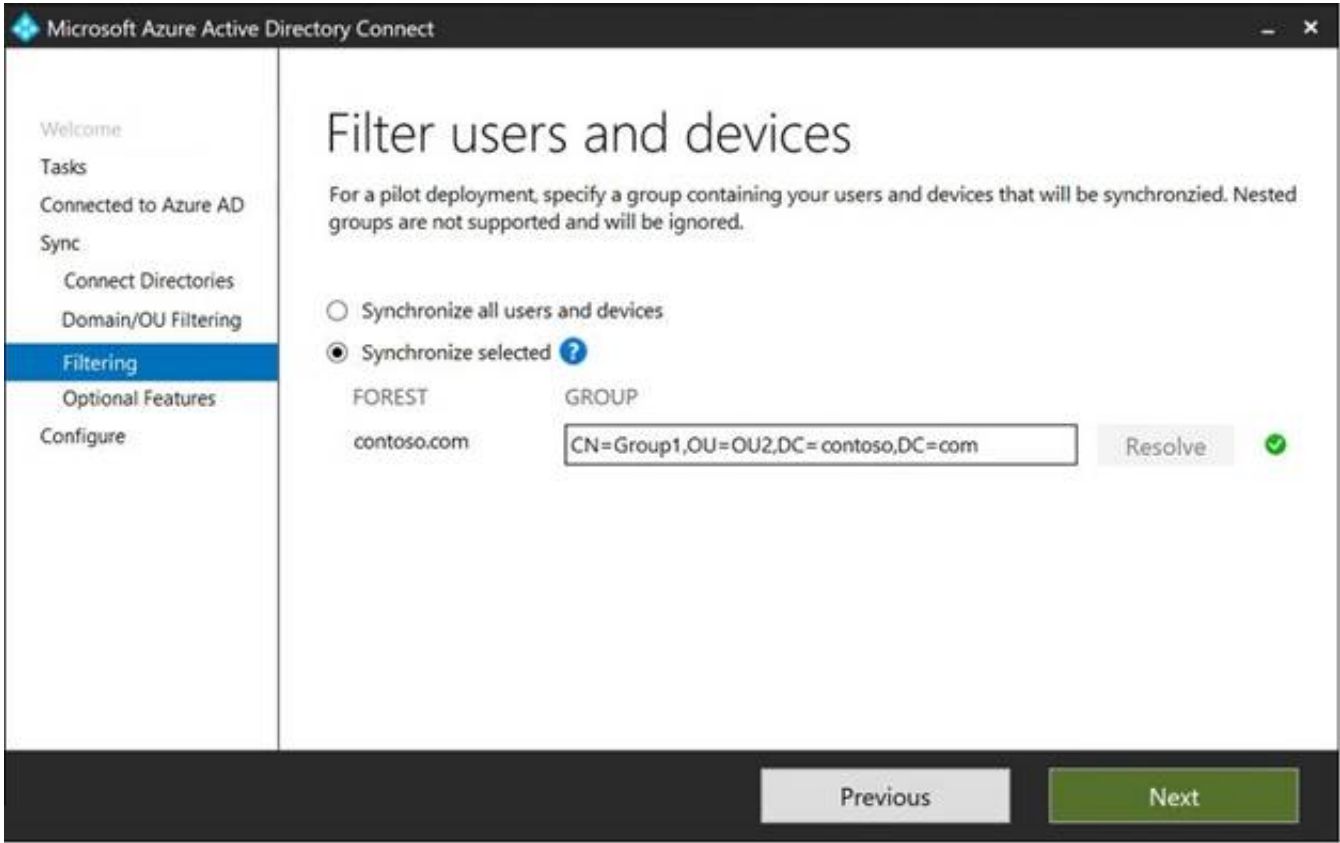 Microsoft Azure Active Directory Connect
Welcome
Tasks
Connected to Azure AD
Sync
Connect Directories
Domain/OU Filtering
Filtering
Optional Features
Configure
Filter users and devices
For a pilot deployment, specify a group containing your users and devices that will be synchronzied. Nested
groups are not supported and will be ignored.
Synchronize all users and devices
Synchronize selected ?
FOREST GROUP
contoso.com CN=Group1,OU=OU2,DC=contoso,DC=com Resolve
Previous Next